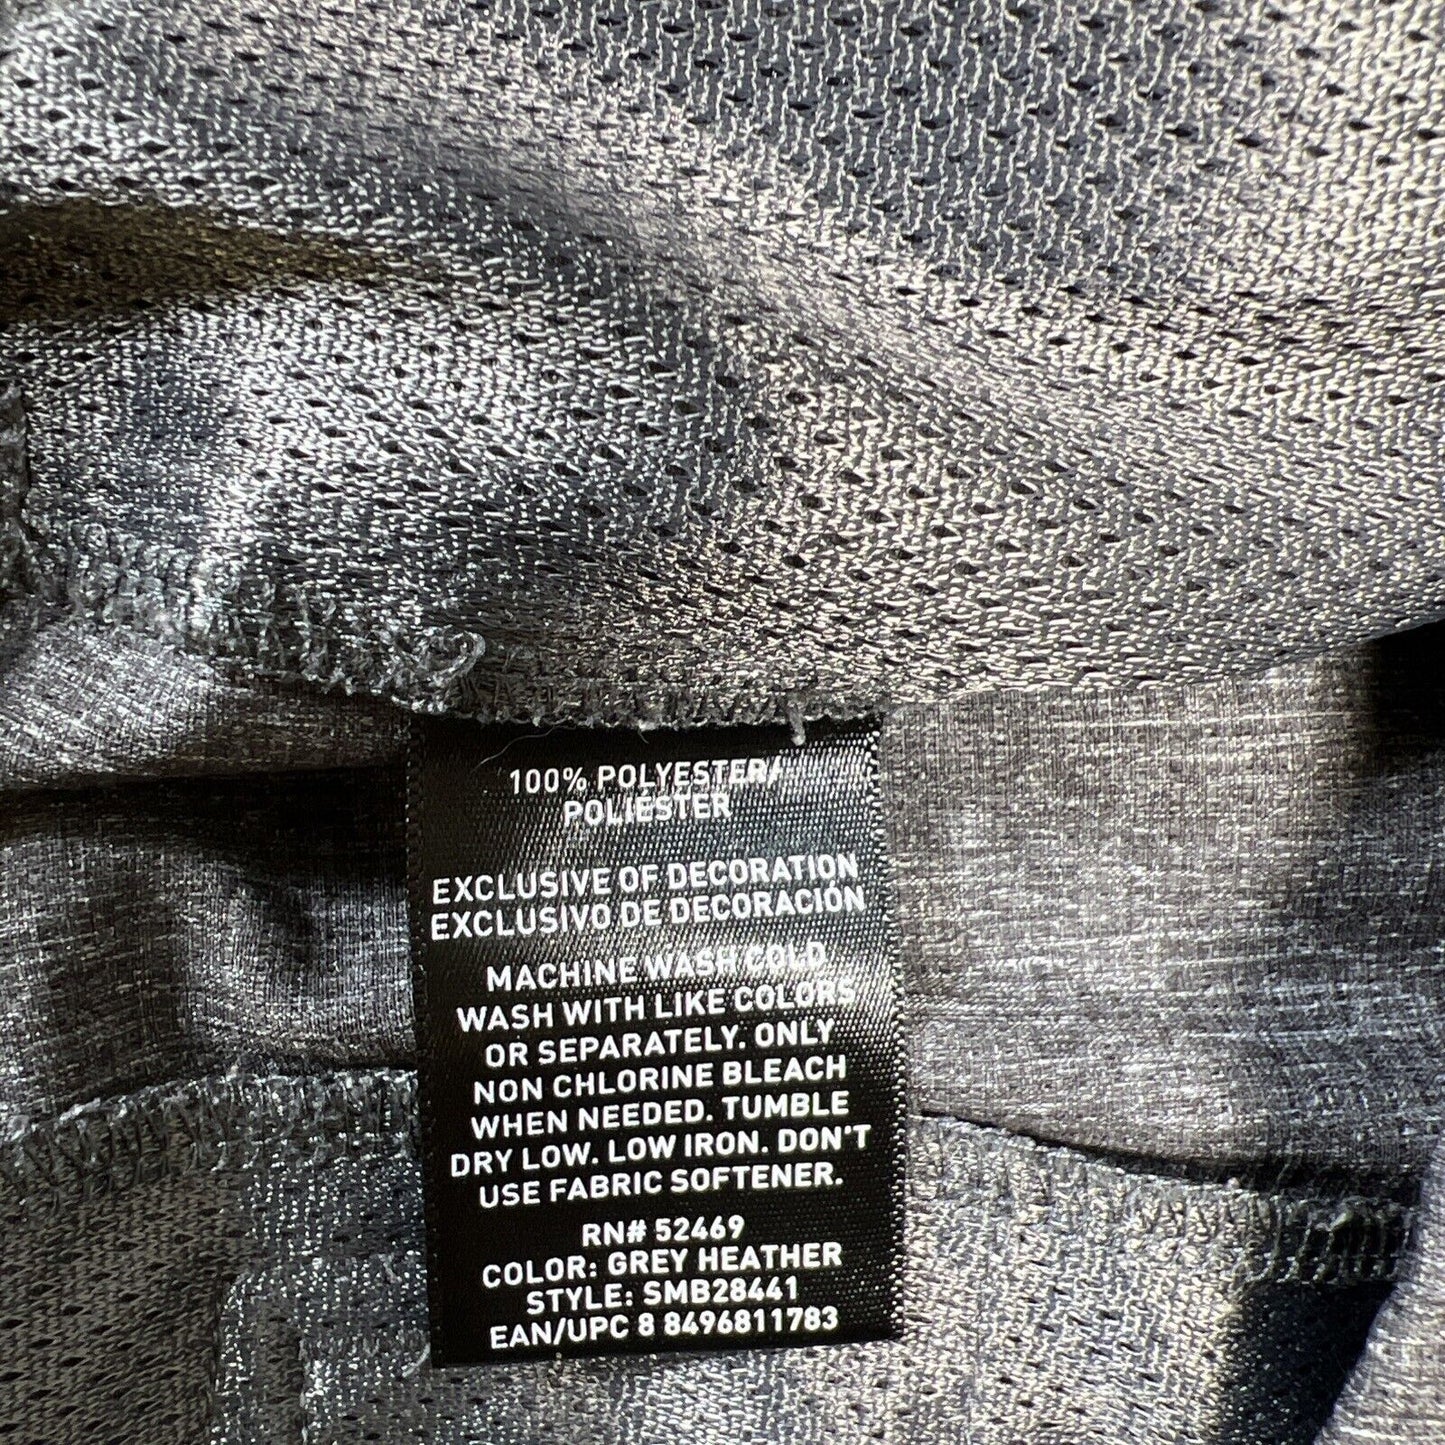 100% POLYESTER/
POLIESTER
EXCLUSIVE OF DECORATION
EXCLUSIVO DE DECORACIÓN
MACHINE WASH COLD
WASH WITH LIKE COLORS
OR SEPARATELY. ONLY
NON CHLORINE BLEACH
WHEN NEEDED. TUMBLE
DRY LOW. LOW IRON. DON'T
USE FABRIC SOFTENER.
RN# 52469
COLOR: GREY HEATHER
STYLE: SMB28441
EAN/UPC 8 8496811783